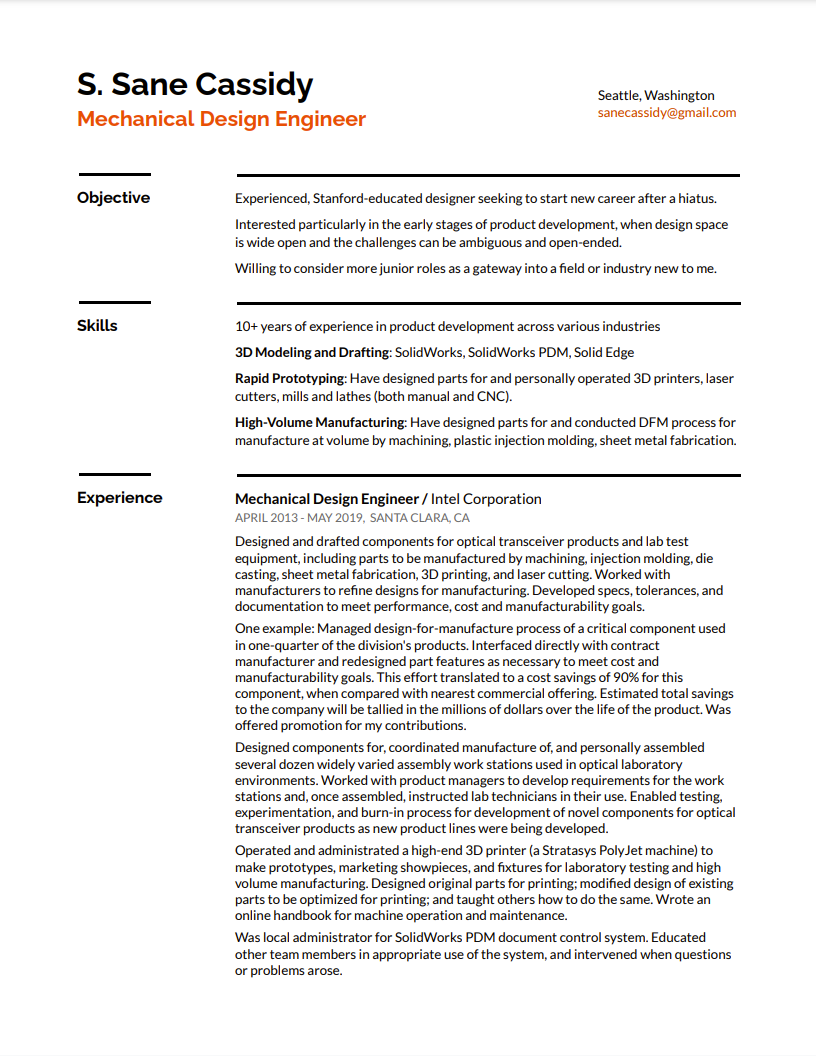 S. Sane Cassidy
Mechanical Design Engineer
Seattle, Washington
sanecassidy@gmail.com
Objective
Experienced, Stanford-educated designer seeking to start new career after a hiatus.
Interested particularly in the early stages of product development, when design space
is wide open and the challenges can be ambiguous and open-ended.
Willing to consider more junior roles as a gateway into a field or industry new to me.
Skills
10+ years of experience in product development across various industries
3D Modeling and Drafting: SolidWorks, SolidWorks PDM, Solid Edge
Rapid Prototyping: Have designed parts for and personally operated 3D printers, laser
cutters, mills and lathes (both manual and CNC).
High-Volume Manufacturing: Have designed parts for and conducted DFM process for
manufacture at volume by machining, plastic injection molding, sheet metal fabrication.
Experience
Mechanical Design Engineer / Intel Corporation
APRIL 2013 - MAY 2019, SANTA CLARA, CA
Designed and drafted components for optical transceiver products and lab test
equipment, including parts to be manufactured by machining, injection molding, die
casting, sheet metal fabrication, 3D printing, and laser cutting. Worked with
manufacturers to refine designs for manufacturing. Developed specs, tolerances, and
documentation to meet performance, cost and manufacturability goals.
One example: Managed design-for-manufacture process of a critical component used
in one-quarter of the division's products. Interfaced directly with contract
manufacturer and redesigned part features as necessary to meet cost and
manufacturability goals. This effort translated to a cost savings of 90% for this
component, when compared with nearest commercial offering. Estimated total savings
to the company will be tallied in the millions of dollars over the life of the product. Was
offered promotion for my contributions.
Designed components for, coordinated manufacture of, and personally assembled
several dozen widely varied assembly work stations used in optical laboratory
environments. Worked with product managers to develop requirements for the work
stations and, once assembled, instructed lab technicians in their use. Enabled testing,
experimentation, and burn-in process for development of novel components for optical
transceiver products as new product lines were being developed.
Operated and administrated a high-end 3D printer (a Stratasys PolyJet machine) to
make prototypes, marketing showpieces, and fixtures for laboratory testing and high
volume manufacturing. Designed original parts for printing; modified design of existing
parts to be optimized for printing; and taught others how to do the same. Wrote an
online handbook for machine operation and maintenance.
Was local administrator for SolidWorks PDM document control system. Educated
other team members in appropriate use of the system, and intervened when questions
or problems arose.